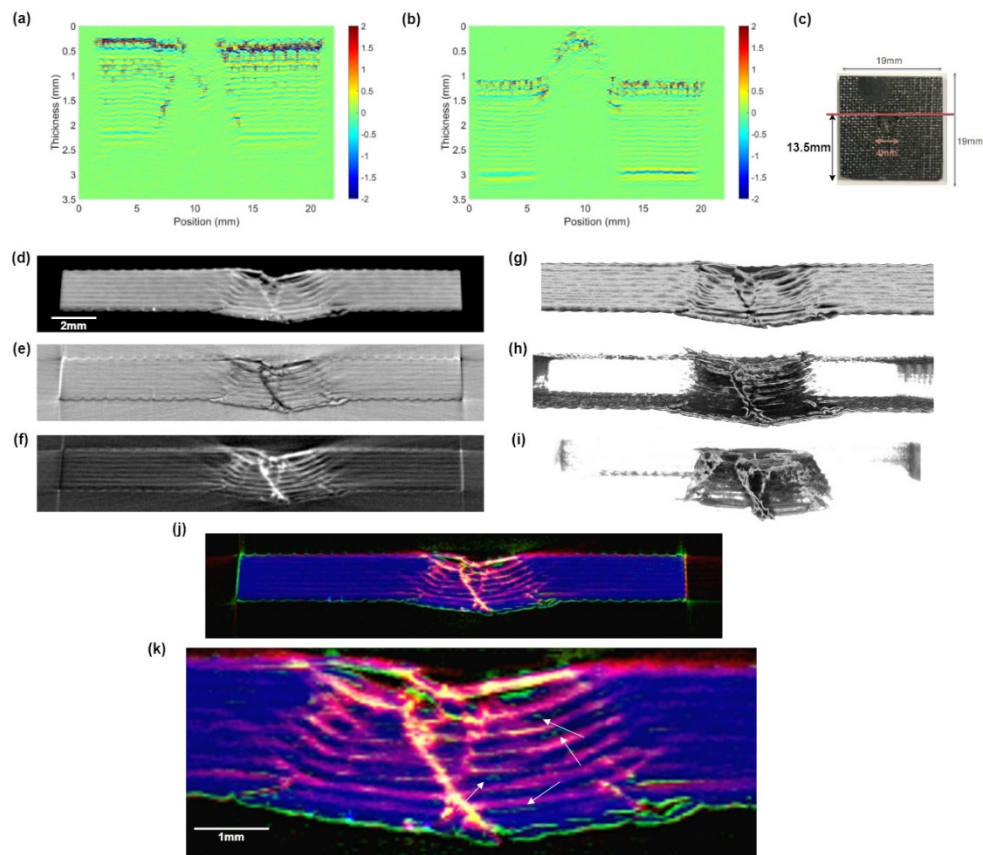 (a)
0
0.5
1
1.5
2
2.5
3
3.5
Thickness (mm)
0
5
10
15
20
Position (mm)
2
1.5
1
0.5
0
-0.5
-1
-1.5
-2
(b)
0
0.5
1
1.5
2
2.5
3
3.5
Thickness (mm)
0
5
10
15
20
Position (mm)
2
1.5
1
0.5
0
-0.5
-1
-1.5
-2
(c)
19mm
19mm
13.5mm
4mm
(d)
2mm
(e)
(f)
(g)
(h)
(i)
(j)
(k)
1mm